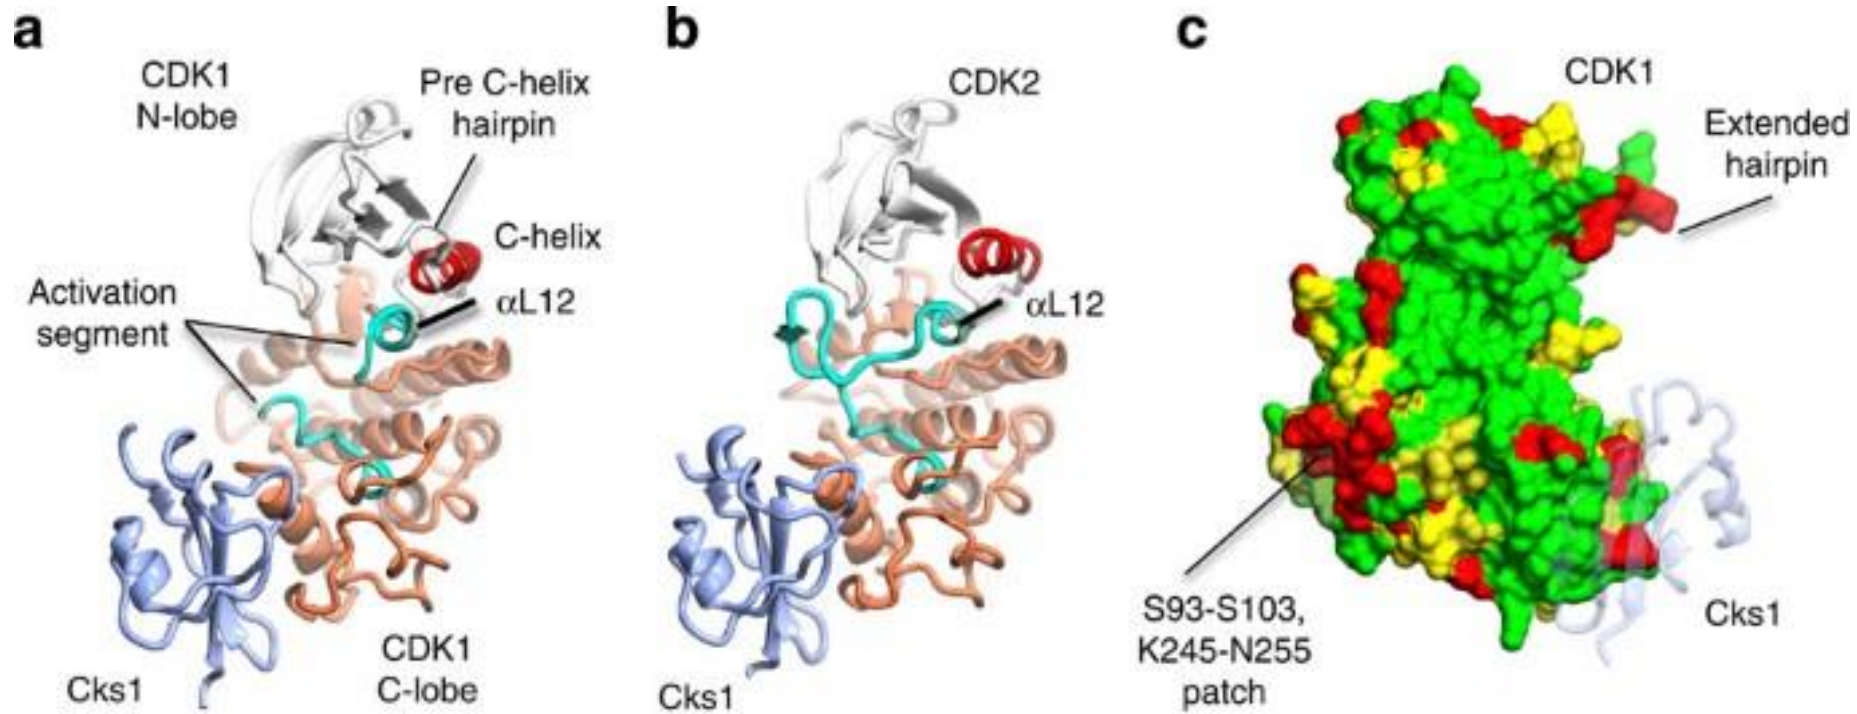 a
CDK1
N-lobe
Pre C-helix
hairpin
C-helix
αL12
Activation
segment
Cks1
CDK1
C-lobe
b
CDK2
αL12
Cks1
c
CDK1
Extended
hairpin
S93-S103,
K245-N255
patch
Cks1